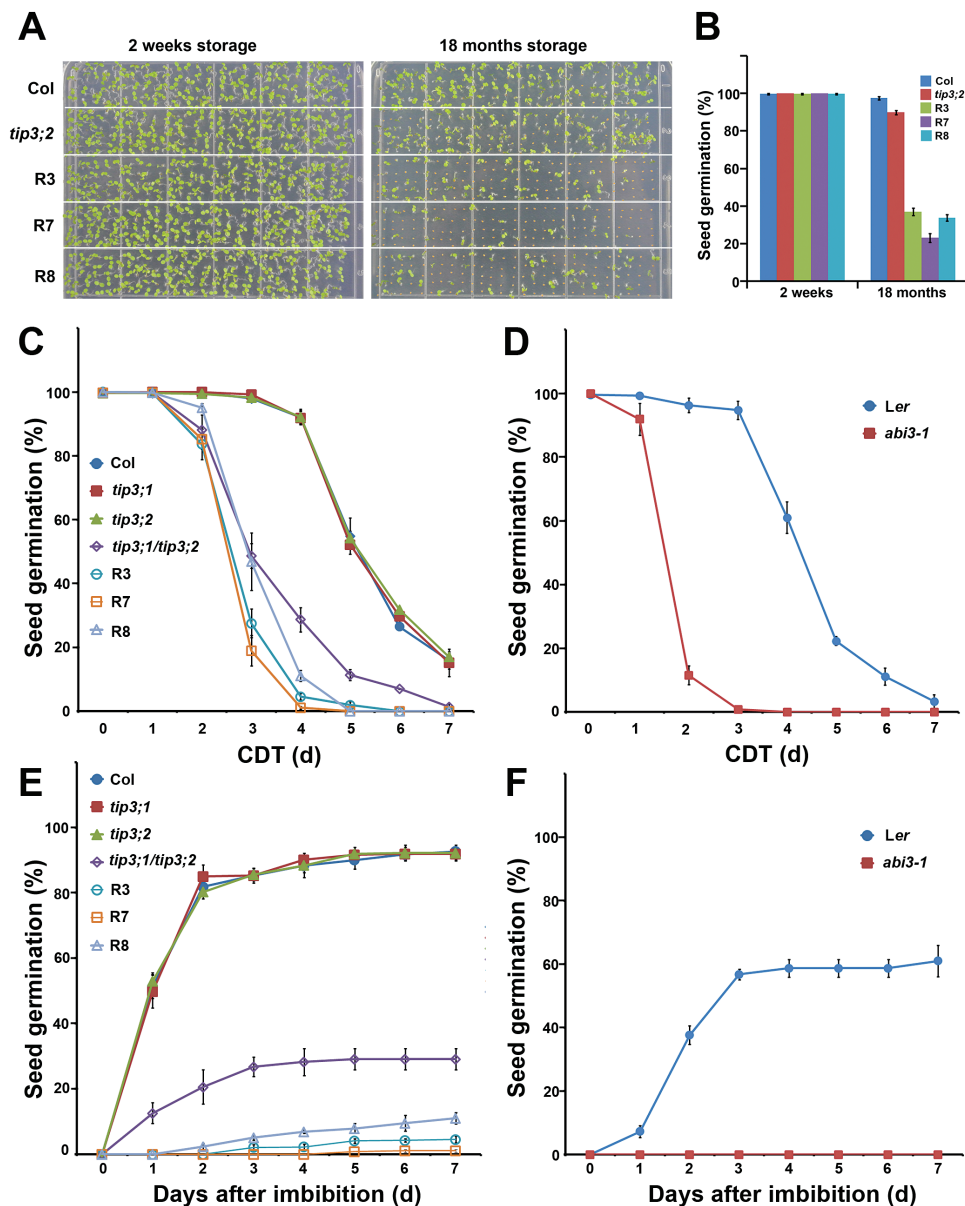 A
2 weeks storage
18 months storage
Col
tip3;2
R3
R7
R8
B
Seed germination (%)
100
80
60
40
20
0
Col
tip3;2
R3
R7
R8
2 weeks
18 months
C
Seed germination (%)
100
80
60
40
20
0
Col
tip3;1
tip3;2
tip3;1/tip3;2
R3
R7
R8
0 1 2 3 4 5 6 7
CDT (d)
D
Seed germination (%)
100
80
60
40
20
0
Ler
abi3-1
0 1 2 3 4 5 6 7
CDT (d)
E
Seed germination (%)
100
80
60
40
20
0
Col
tip3;1
tip3;2
tip3;1/tip3;2
R3
R7
R8
0 1 2 3 4 5 6 7
Days after imbibition (d)
F
Seed germination (%)
100
80
60
40
20
0
Ler
abi3-1
0 1 2 3 4 5 6 7
Days after imbibition (d)